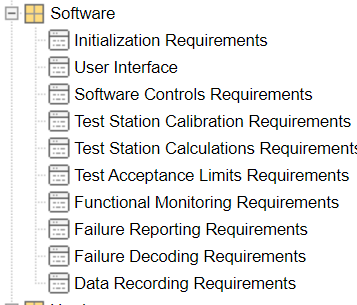 Software
Initialization Requirements
User Interface
Software Controls Requirements
Test Station Calibration Requirements
Test Station Calculations Requirements
Test Acceptance Limits Requirements
Functional Monitoring Requirements
Failure Reporting Requirements
Failure Decoding Requirements
Data Recording Requirements